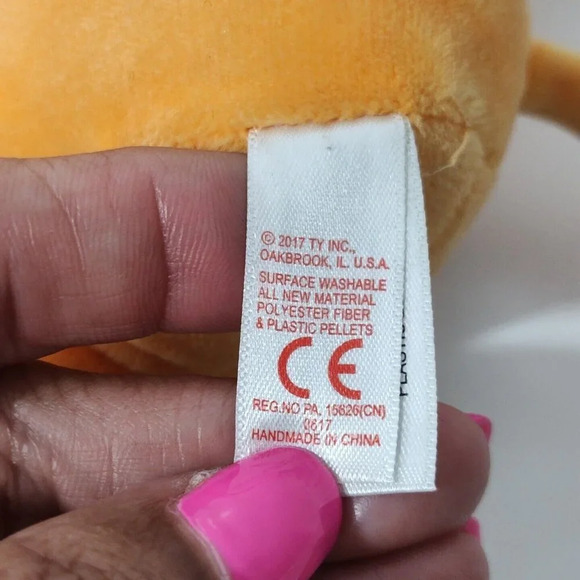 © 2017 TY INC.,
OAKBROOK, IL. U.S.A.
SURFACE WASHABLE
ALL NEW MATERIAL
POLYESTER FIBER
& PLASTIC PELLETS
CE
REG.NO PA. 15826(CN)
0617
HANDMADE IN CHINA